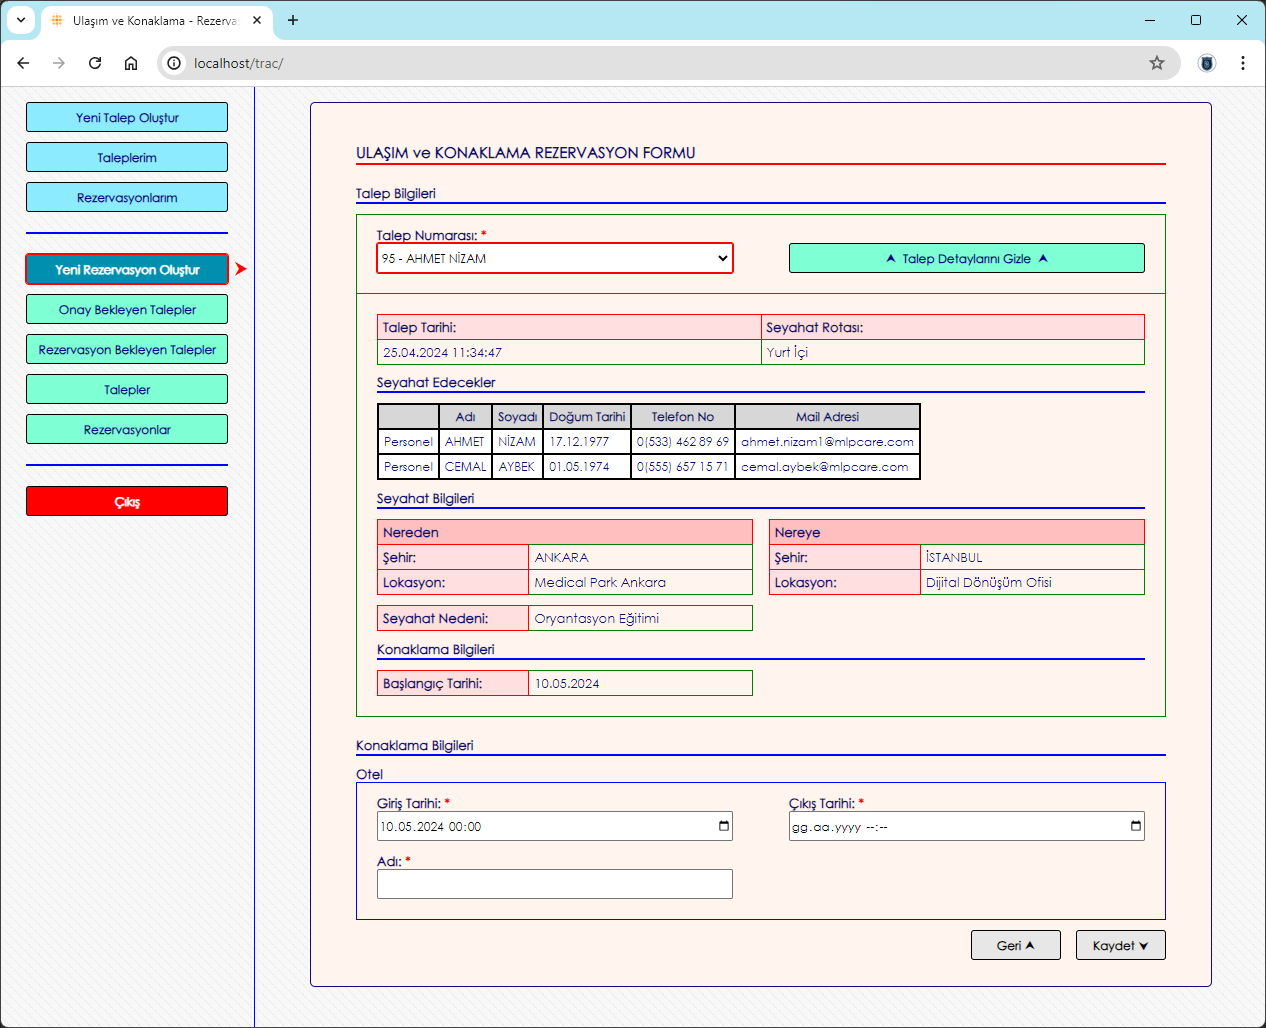 Ulaşım ve Konaklama - Rezerva
localhost/trac/
Yeni Talep Oluştur
Taleplerim
Rezervasyonlarım
Yeni Rezervasyon Oluştur
Onay Bekleyen Talepler
Rezervasyon Bekleyen Talepler
Talepler
Rezervasyonlar
Çıkış
ULAŞIM ve KONAKLAMA REZERVASYON FORMU
Talep Bilgileri
Talep Numarası: *
95 - AHMET NİZAM
Talep Detaylarını Gizle
Talep Tarihi: Seyahat Rotası:
25.04.2024 11:34:47 Yurt İçi
Seyahat Edecekler
Adı Soyadı Doğum Tarihi Telefon No Mail Adresi
Personel AHMET NİZAM 17.12.1977 0(533) 462 89 69 ahmet.nizam1@mlpcare.com
Personel CEMAL AYBEK 01.05.1974 0(555) 657 15 71 cemal.aybek@mlpcare.com
Seyahat Bilgileri
Nereden Nereye
Şehir: ANKARA Şehir: İSTANBUL
Lokasyon: Medical Park Ankara Lokasyon: Dijital Dönüşüm Ofisi
Seyahat Nedeni: Oryantasyon Eğitimi
Konaklama Bilgileri
Başlangıç Tarihi: 10.05.2024
Konaklama Bilgileri
Otel
Giriş Tarihi: * Çıkış Tarihi: *
10.05.2024 00:00 gg.aa.yyyy --:--
Adı: *
Geri Kaydet